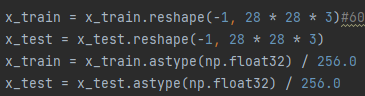 x_train = x_train.reshape(-1, 28 * 28 * 3)#60
x_test = x_test.reshape(-1, 28 * 28 * 3)
x_train = x_train.astype(np.float32) / 256.0
x_test = x_test.astype(np.float32) / 256.0